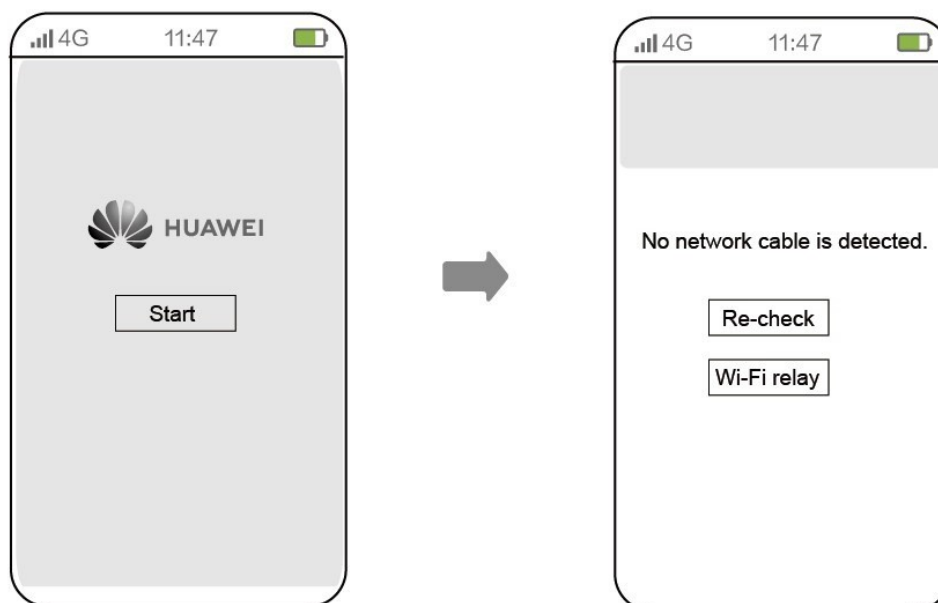 4G 11:47
HUAWEI
Start
4G 11:47
No network cable is detected.
Re-check
Wi-Fi relay